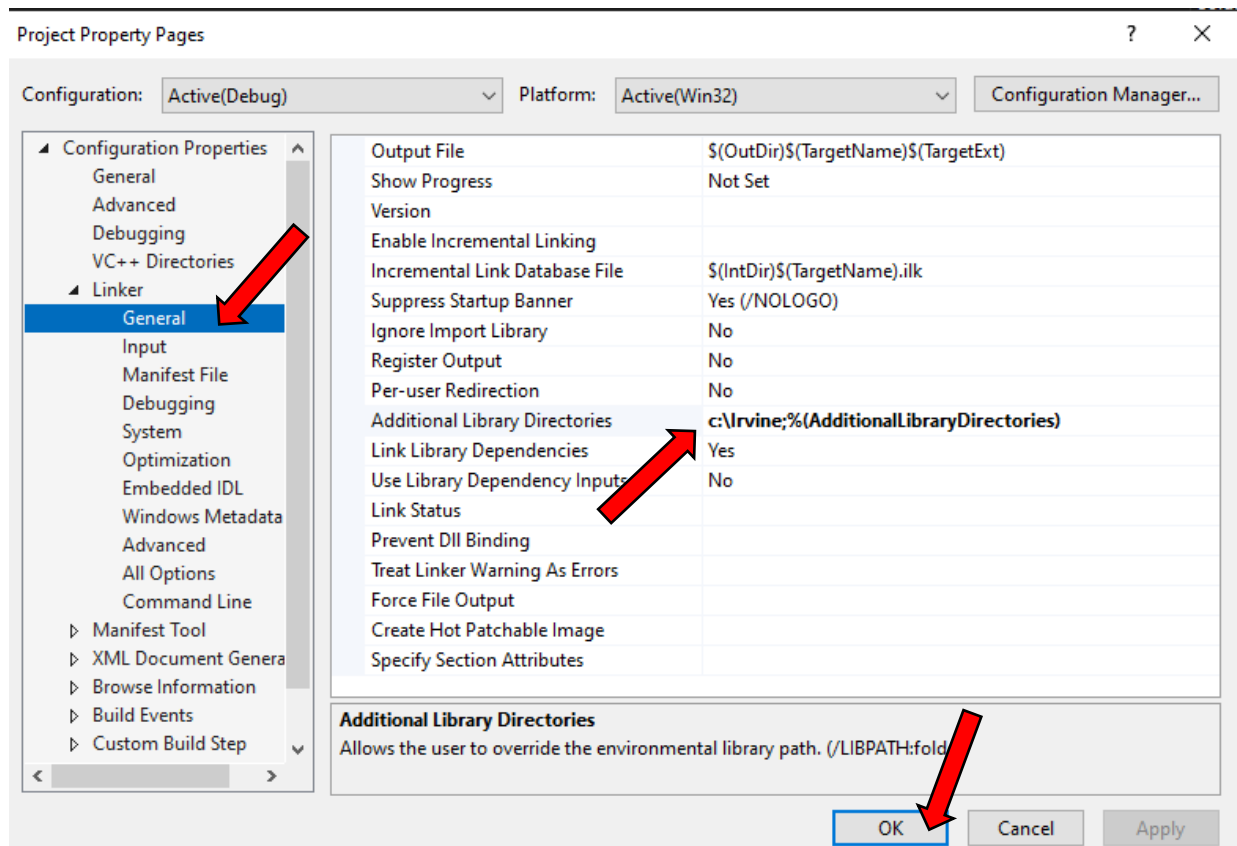 Project Property Pages
?
Configuration: Active(Debug) Platform: Active(Win32) Configuration Manager...
Configuration Properties
General
Advanced
Debugging
VC++ Directories
Linker
General
Input
Manifest File
Debugging
System
Optimization
Embedded IDL
Windows Metadata
Advanced
All Options
Command Line
Manifest Tool
XML Document Genera
Browse Information
Build Events
Custom Build Step
Output File $(OutDir)$(TargetName)$(TargetExt)
Show Progress Not Set
Version
Enable Incremental Linking
Incremental Link Database File $(IntDir)$(TargetName).ilk
Suppress Startup Banner Yes (/NOLOGO)
Ignore Import Library No
Register Output No
Per-user Redirection No
Additional Library Directories c:\Irvine;%(AdditionalLibraryDirectories)
Link Library Dependencies Yes
Use Library Dependency Inputs No
Link Status
Prevent Dll Binding
Treat Linker Warning As Errors
Force File Output
Create Hot Patchable Image
Specify Section Attributes
Additional Library Directories
Allows the user to override the environmental library path. (/LIBPATH:fold
OK Cancel Apply